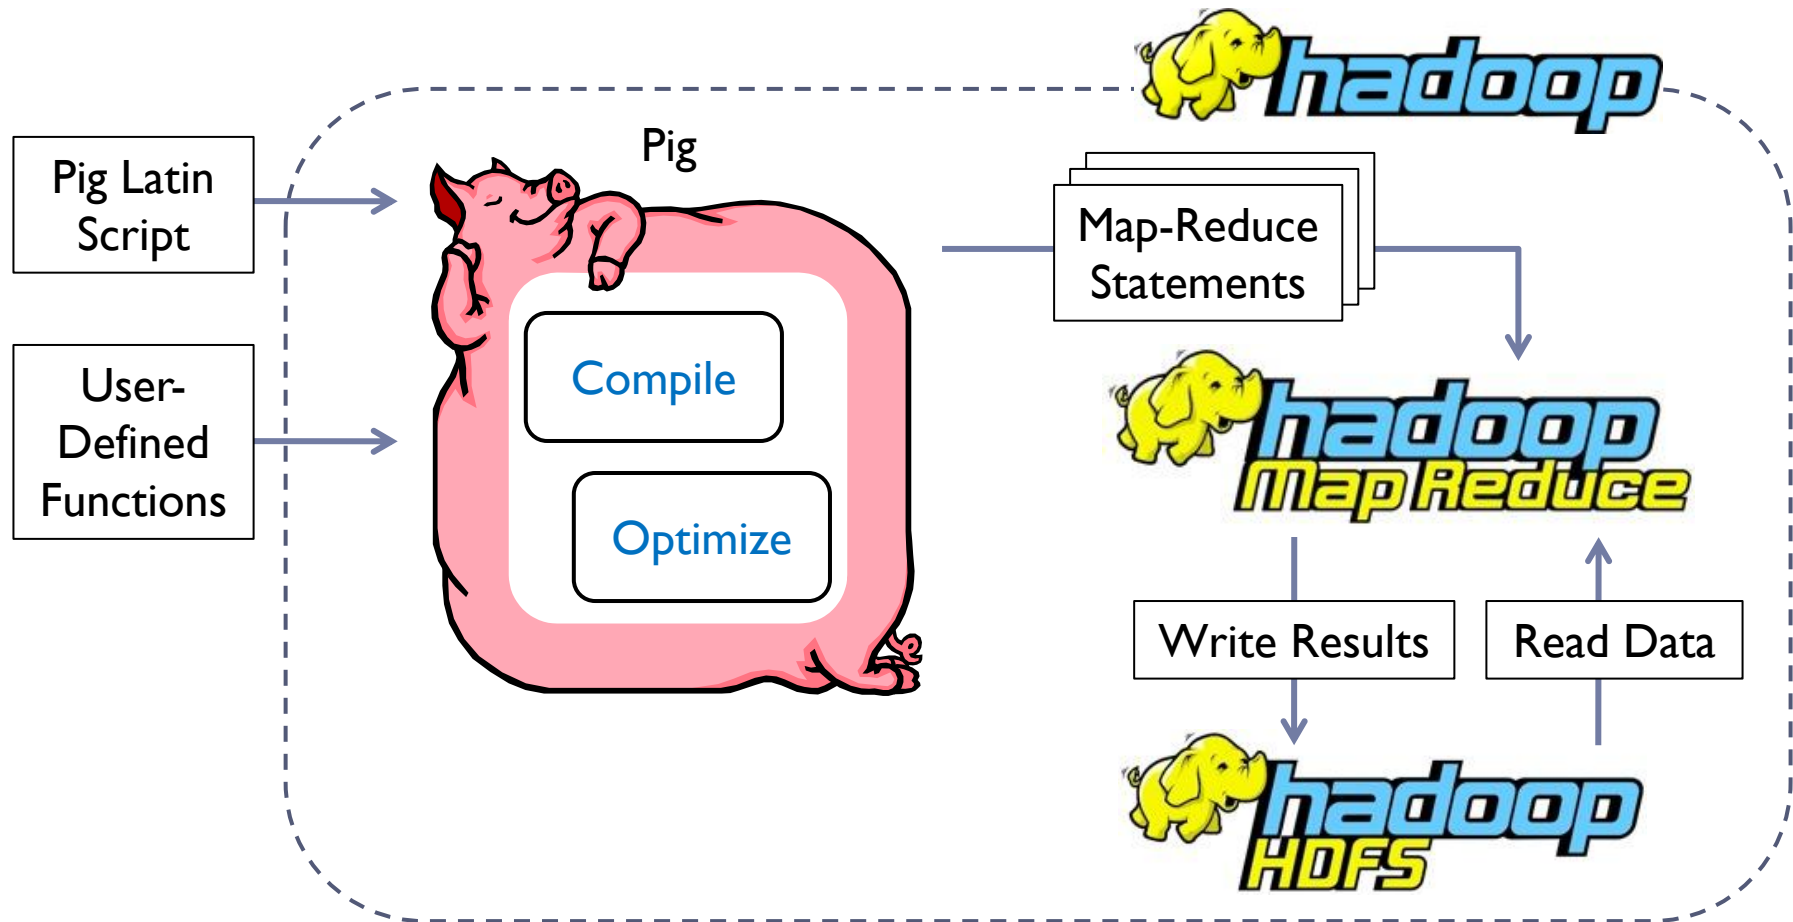 hadoop
Pig
Pig Latin
Script
User-
Defined
Functions
Compile
Optimize
Map-Reduce
Statements
hadoop
Map Reduce
Write Results
Read Data
hadoop
HDFS